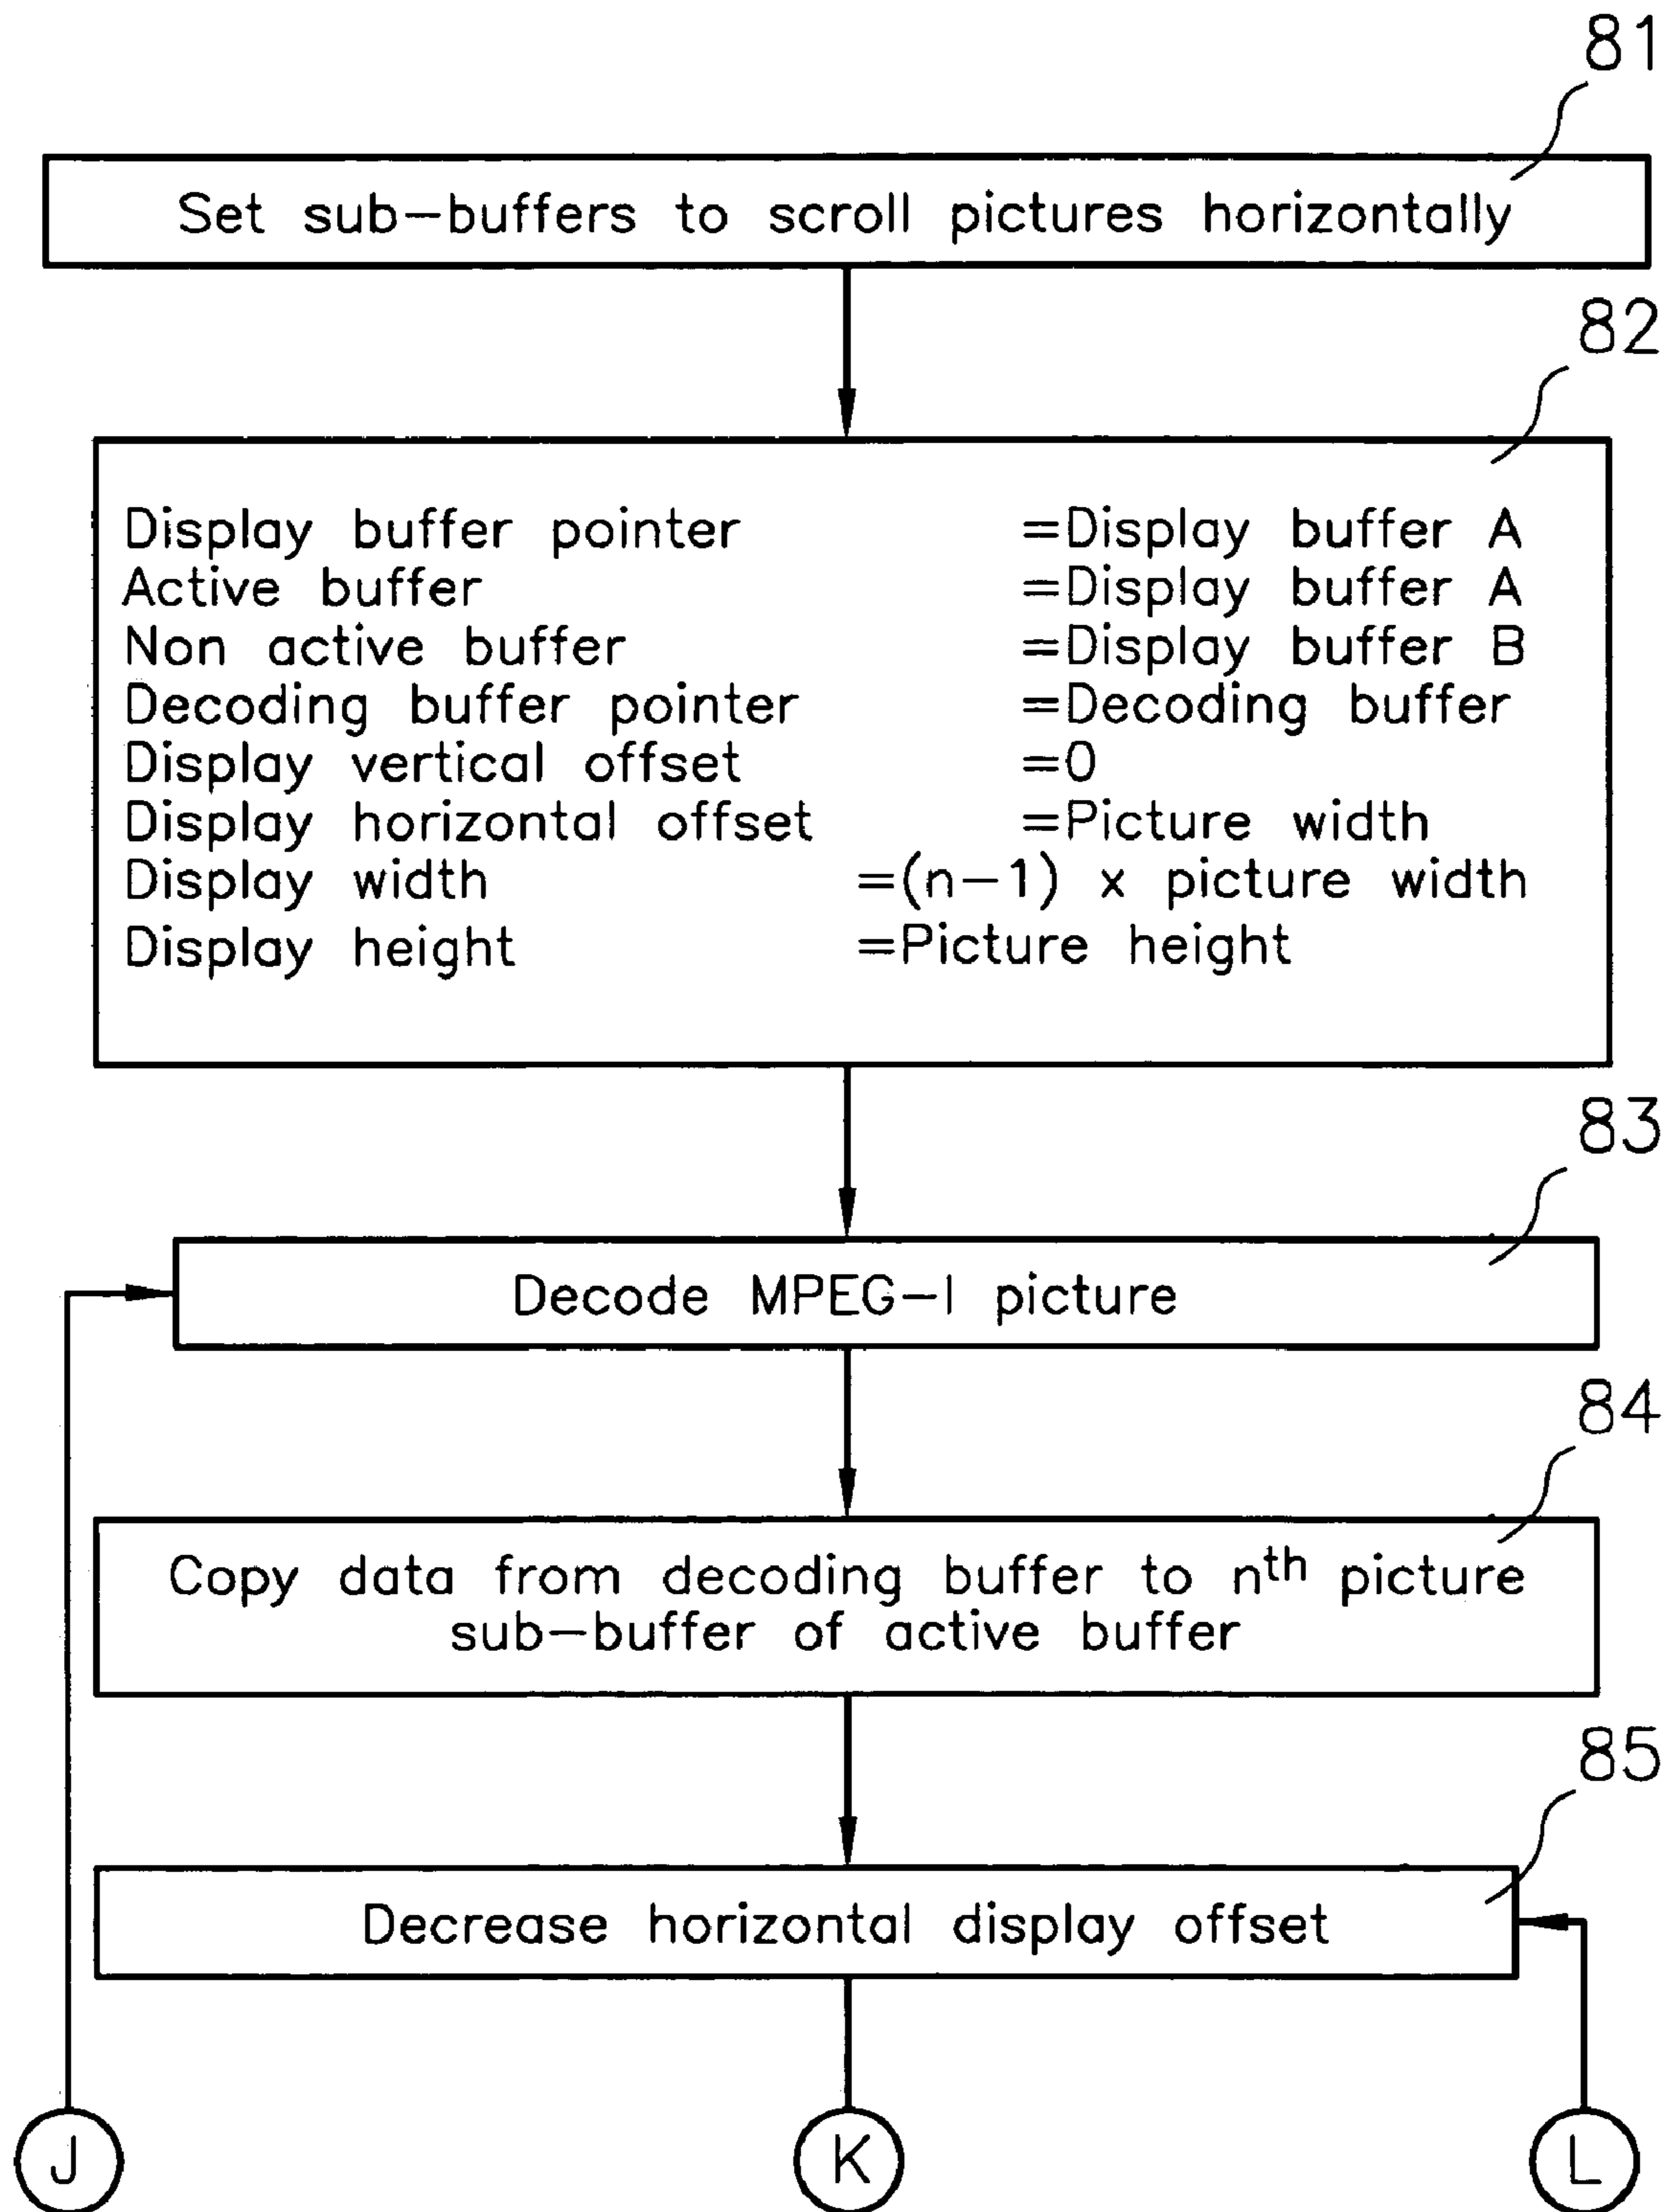 81
Set sub-buffers to scroll pictures horizontally
82
Display buffer pointer =Display buffer A
Active buffer =Display buffer A
Non active buffer =Display buffer B
Decoding buffer pointer =Decoding buffer
Display vertical offset =0
Display horizontal offset =Picture width
Display width =(n-1) x picture width
Display height =Picture height
83
Decode MPEG-I picture
84
Copy data from decoding buffer to nth picture
sub-buffer of active buffer
85
Decrease horizontal display offset
J K L